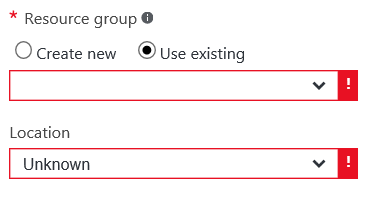 * Resource group
Create new Use existing
!
Location
Unknown !